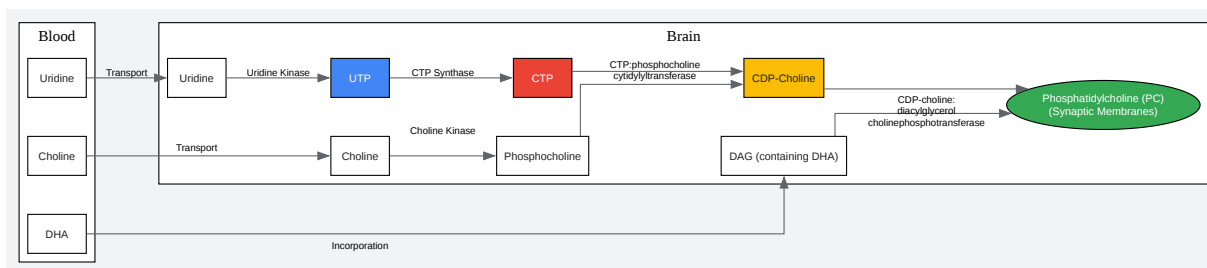 Blood
Brain
Uridine
Transport
Uridine
Uridine Kinase
UTP
CTP Synthase
CTP
CTP:phosphocholine
cytidylyltransferase
CDP-Choline
Phosphatidylcholine (PC)
(Synaptic Membranes)
CDP-choline:
diacylglycerol
cholinephosphotransferase
Choline
Transport
Choline
Choline Kinase
Phosphocholine
DAG (containing DHA)
DHA
Incorporation